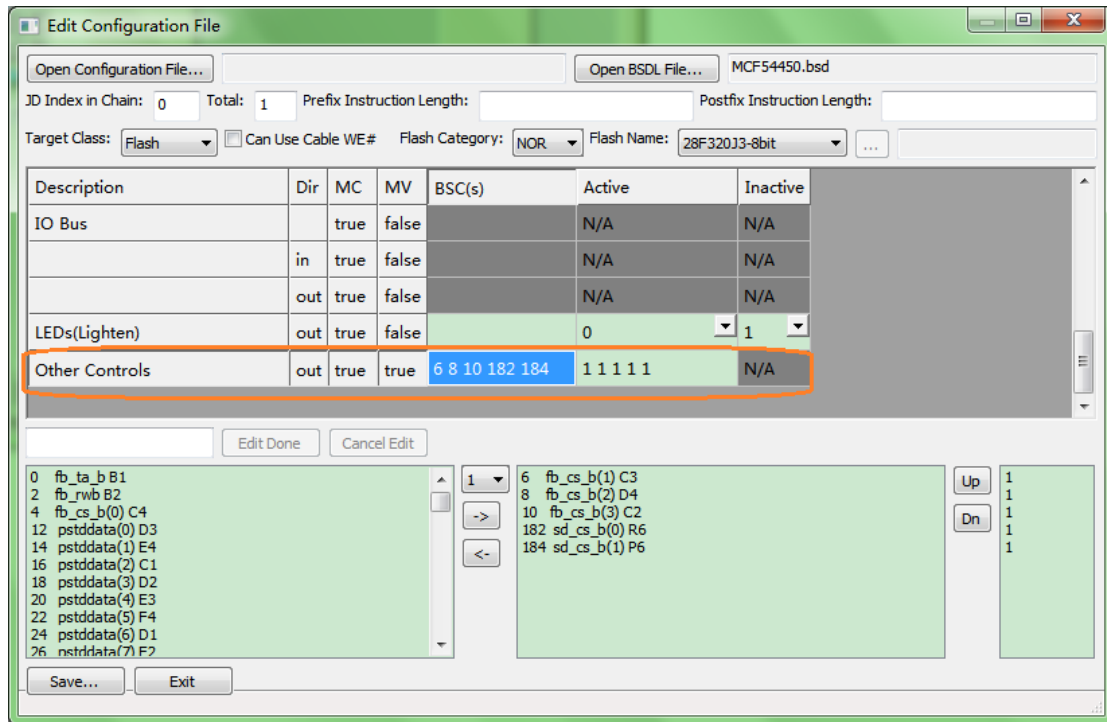 Edit Configuration File
Open Configuration File... Open BSDL File... MCF54450.bsd
JD Index in Chain: 0 Total: 1 Prefix Instruction Length: Postfix Instruction Length:
Target Class: Flash Can Use Cable WE# Flash Category: NOR Flash Name: 28F320J3-8bit ...
Description Dir MC MV BSC(s) Active Inactive
IO Bus true false N/A N/A
in true false N/A N/A
out true false N/A N/A
LEDs(Lighten) out true false 0 1
Other Controls out true true 6 8 10 182 184 1 1 1 1 1 N/A
Edit Done Cancel Edit
0 fb_ta_b B1
2 fb_rwb B2
4 fb_cs_b(0) C4
12 pstddata(0) D3
14 pstddata(1) E4
16 pstddata(2) C1
18 pstddata(3) D2
20 pstddata(4) E3
22 pstddata(5) F4
24 pstddata(6) D1
26 pstddata(7) E2
1
->
<-
6 fb_cs_b(1) C3
8 fb_cs_b(2) D4
10 fb_cs_b(3) C2
182 sd_cs_b(0) R6
184 sd_cs_b(1) P6
Up
Dn
1
1
1
1
1
Save... Exit